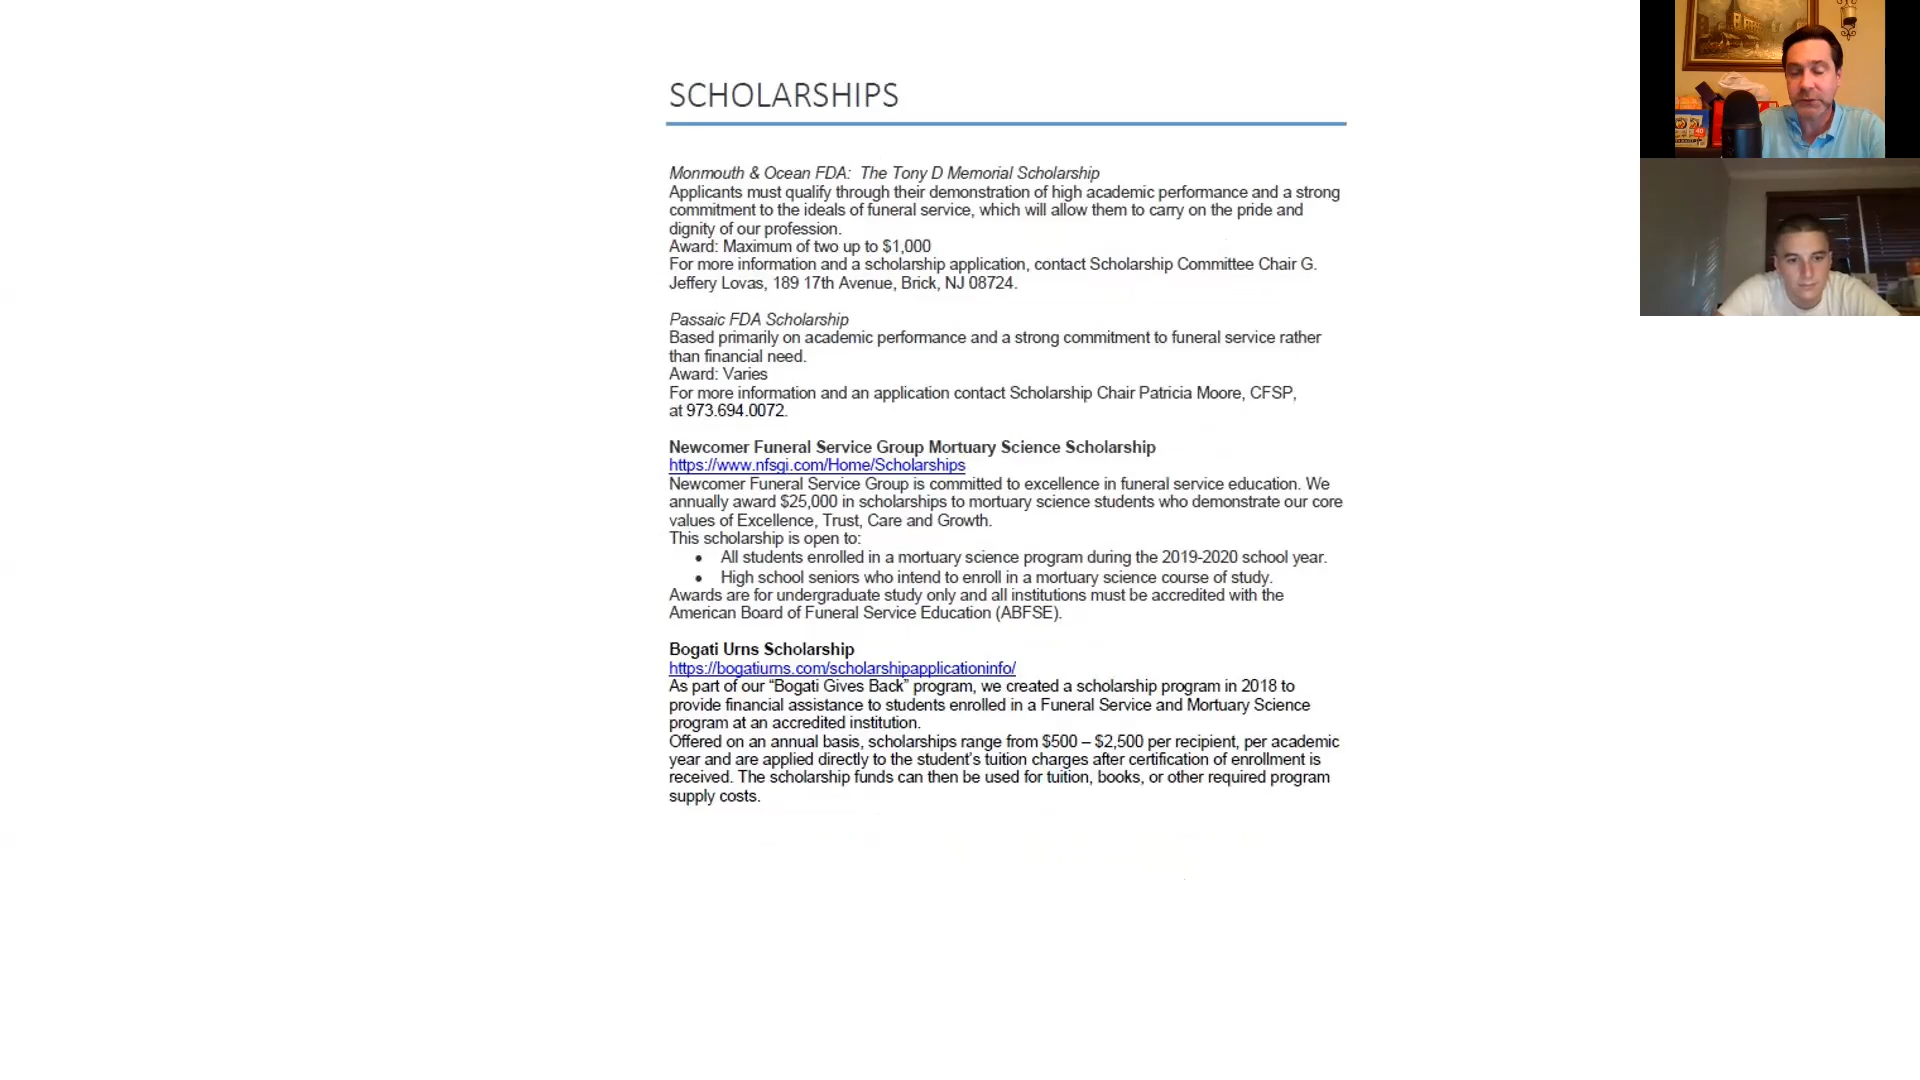 SCHOLARSHIPS
Monmouth & Ocean FDA:  The Tony D Memorial Scholarship
Applicants must qualify through their demonstration of high academic performance and a strong
commitment to the ideals of funeral service, which will allow them to carry on the pride and
dignity of our profession.
Award: Maximum of two up to $1,000
For more information and a scholarship application, contact Scholarship Committee Chair G.
Jeffery Lovas, 189 17th Avenue, Brick, NJ 08724.
Passaic FDA Scholarship
Based primarily on academic performance and a strong commitment to funeral service rather
than financial need.
Award: Varies
For more information and an application contact Scholarship Chair Patricia Moore, CFSP,
at 973.694.0072.
Newcomer Funeral Service Group Mortuary Science Scholarship
https://www.nfsgi.com/Home/Scholarships
Newcomer Funeral Service Group is committed to excellence in funeral service education. We
annually award $25,000 in scholarships to mortuary science students who demonstrate our core
values of Excellence, Trust, Care and Growth.
This scholarship is open to:
• All students enrolled in a mortuary science program during the 2019-2020 school year.
• High school seniors who intend to enroll in a mortuary science course of study.
Awards are for undergraduate study only and all institutions must be accredited with the
American Board of Funeral Service Education (ABFSE).
Bogati Urns Scholarship
https://bogatiurns.com/scholarshipapplicationinfo/
As part of our “Bogati Gives Back” program, we created a scholarship program in 2018 to
provide financial assistance to students enrolled in a Funeral Service and Mortuary Science
program at an accredited institution.
Offered on an annual basis, scholarships range from $500 – $2,500 per recipient, per academic
year and are applied directly to the student’s tuition charges after certification of enrollment is
received. The scholarship funds can then be used for tuition, books, or other required program
supply costs.